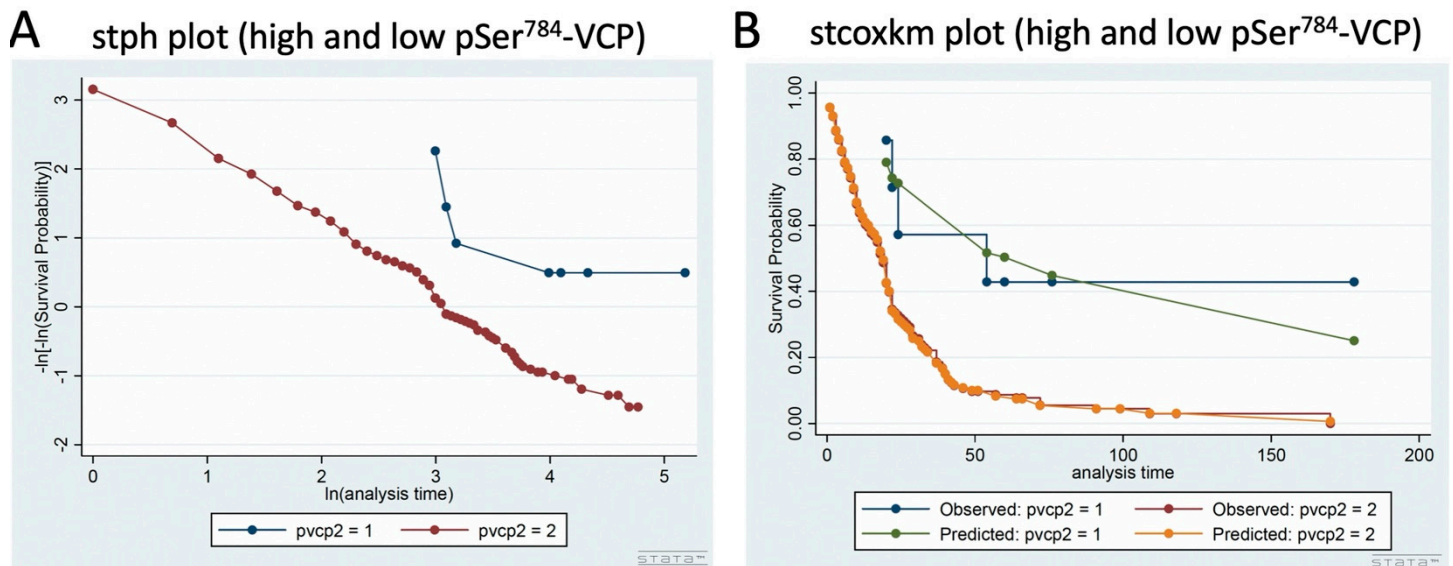 A stph plot (high and low pSer⁷⁸⁴-VCP)
-ln[-ln(Survival Probability)]
3
2
1
0
-1
-2
0 1 2 3 4 5
ln(analysis time)
pvcp2 = 1 pvcp2 = 2
STATA™
B stcoxkm plot (high and low pSer⁷⁸⁴-VCP)
Survival Probability
1.00
0.80
0.60
0.40
0.20
0.00
0 50 100 150 200
analysis time
Observed: pvcp2 = 1 Observed: pvcp2 = 2
Predicted: pvcp2 = 1 Predicted: pvcp2 = 2
STATA™